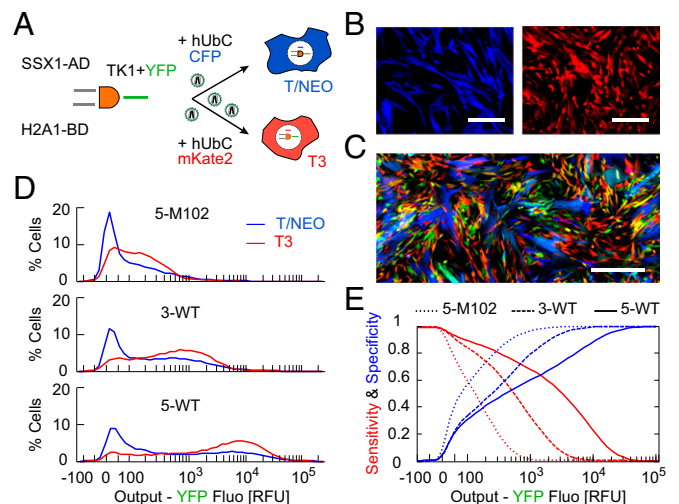 A
SSX1-AD
H2A1-BD
TK1+YFP
+ hUbC
CFP
+ hUbC
mKate2
T/NEO
T3
B
C
D
5-M102
T/NEO
T3
% Cells
20
10
0
3-WT
% Cells
20
10
0
5-WT
% Cells
20
10
0
-100 0 100 10³ 10⁴ 10⁵
Output - YFP Fluo [RFU]
E
5-M102 3-WT 5-WT
Sensitivity & Specificity
1
0.8
0.6
0.4
0.2
0
-100 0 100 10³ 10⁴ 10⁵
Output - YFP Fluo [RFU]